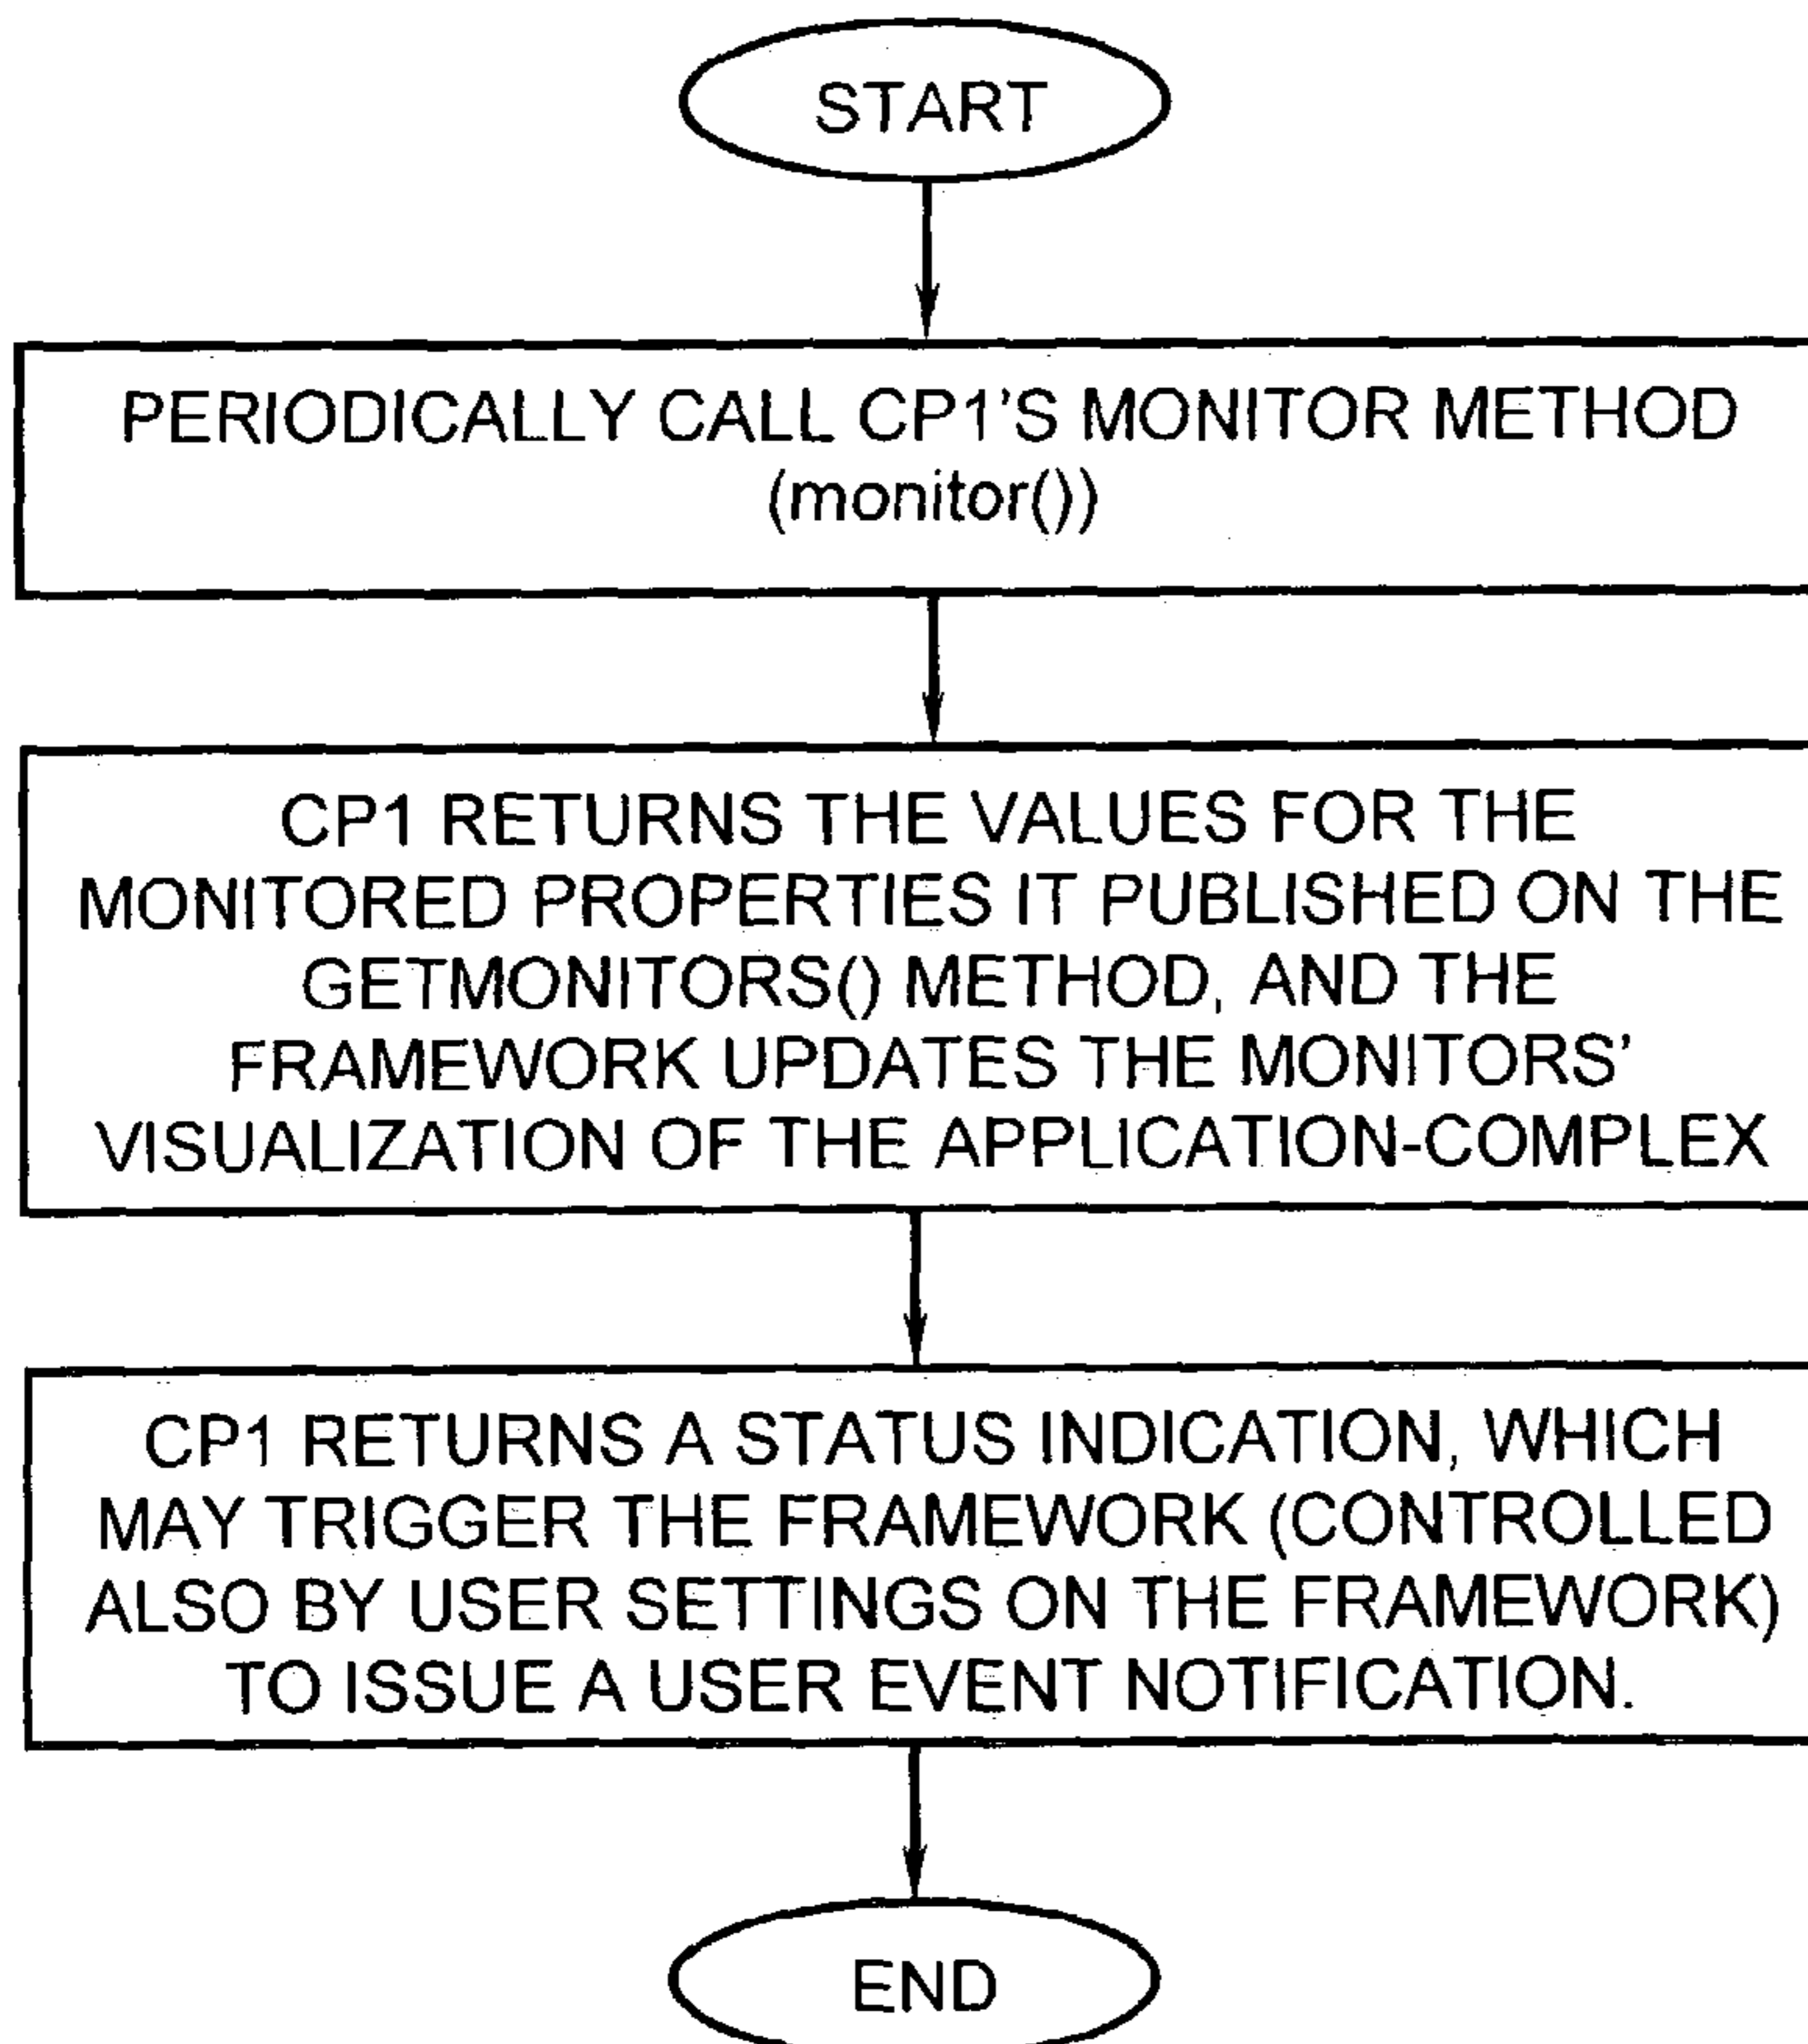 START
PERIODICALLY CALL CP1'S MONITOR METHOD
(monitor())
CP1 RETURNS THE VALUES FOR THE
MONITORED PROPERTIES IT PUBLISHED ON THE
GETMONITORS() METHOD, AND THE
FRAMEWORK UPDATES THE MONITORS'
VISUALIZATION OF THE APPLICATION-COMPLEX
CP1 RETURNS A STATUS INDICATION, WHICH
MAY TRIGGER THE FRAMEWORK (CONTROLLED
ALSO BY USER SETTINGS ON THE FRAMEWORK)
TO ISSUE A USER EVENT NOTIFICATION.
END